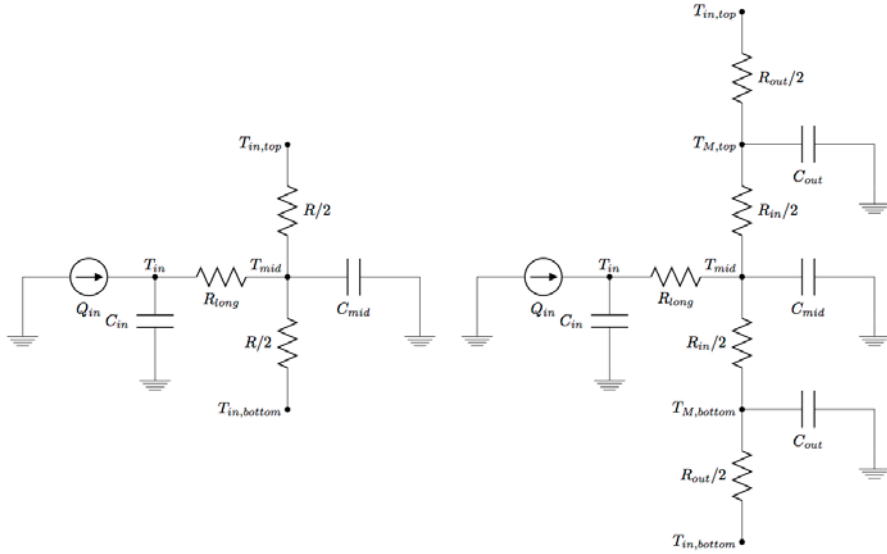 T_{in,top}
R/2
T_{in}
T_{mid}
Q_{in}
R_{long}
C_{in}
C_{mid}
R/2
T_{in,bottom}
T_{in,top}
R_{out}/2
T_{M,top}
C_{out}
R_{in}/2
T_{in}
T_{mid}
Q_{in}
R_{long}
C_{in}
C_{mid}
R_{in}/2
T_{M,bottom}
C_{out}
R_{out}/2
T_{in,bottom}